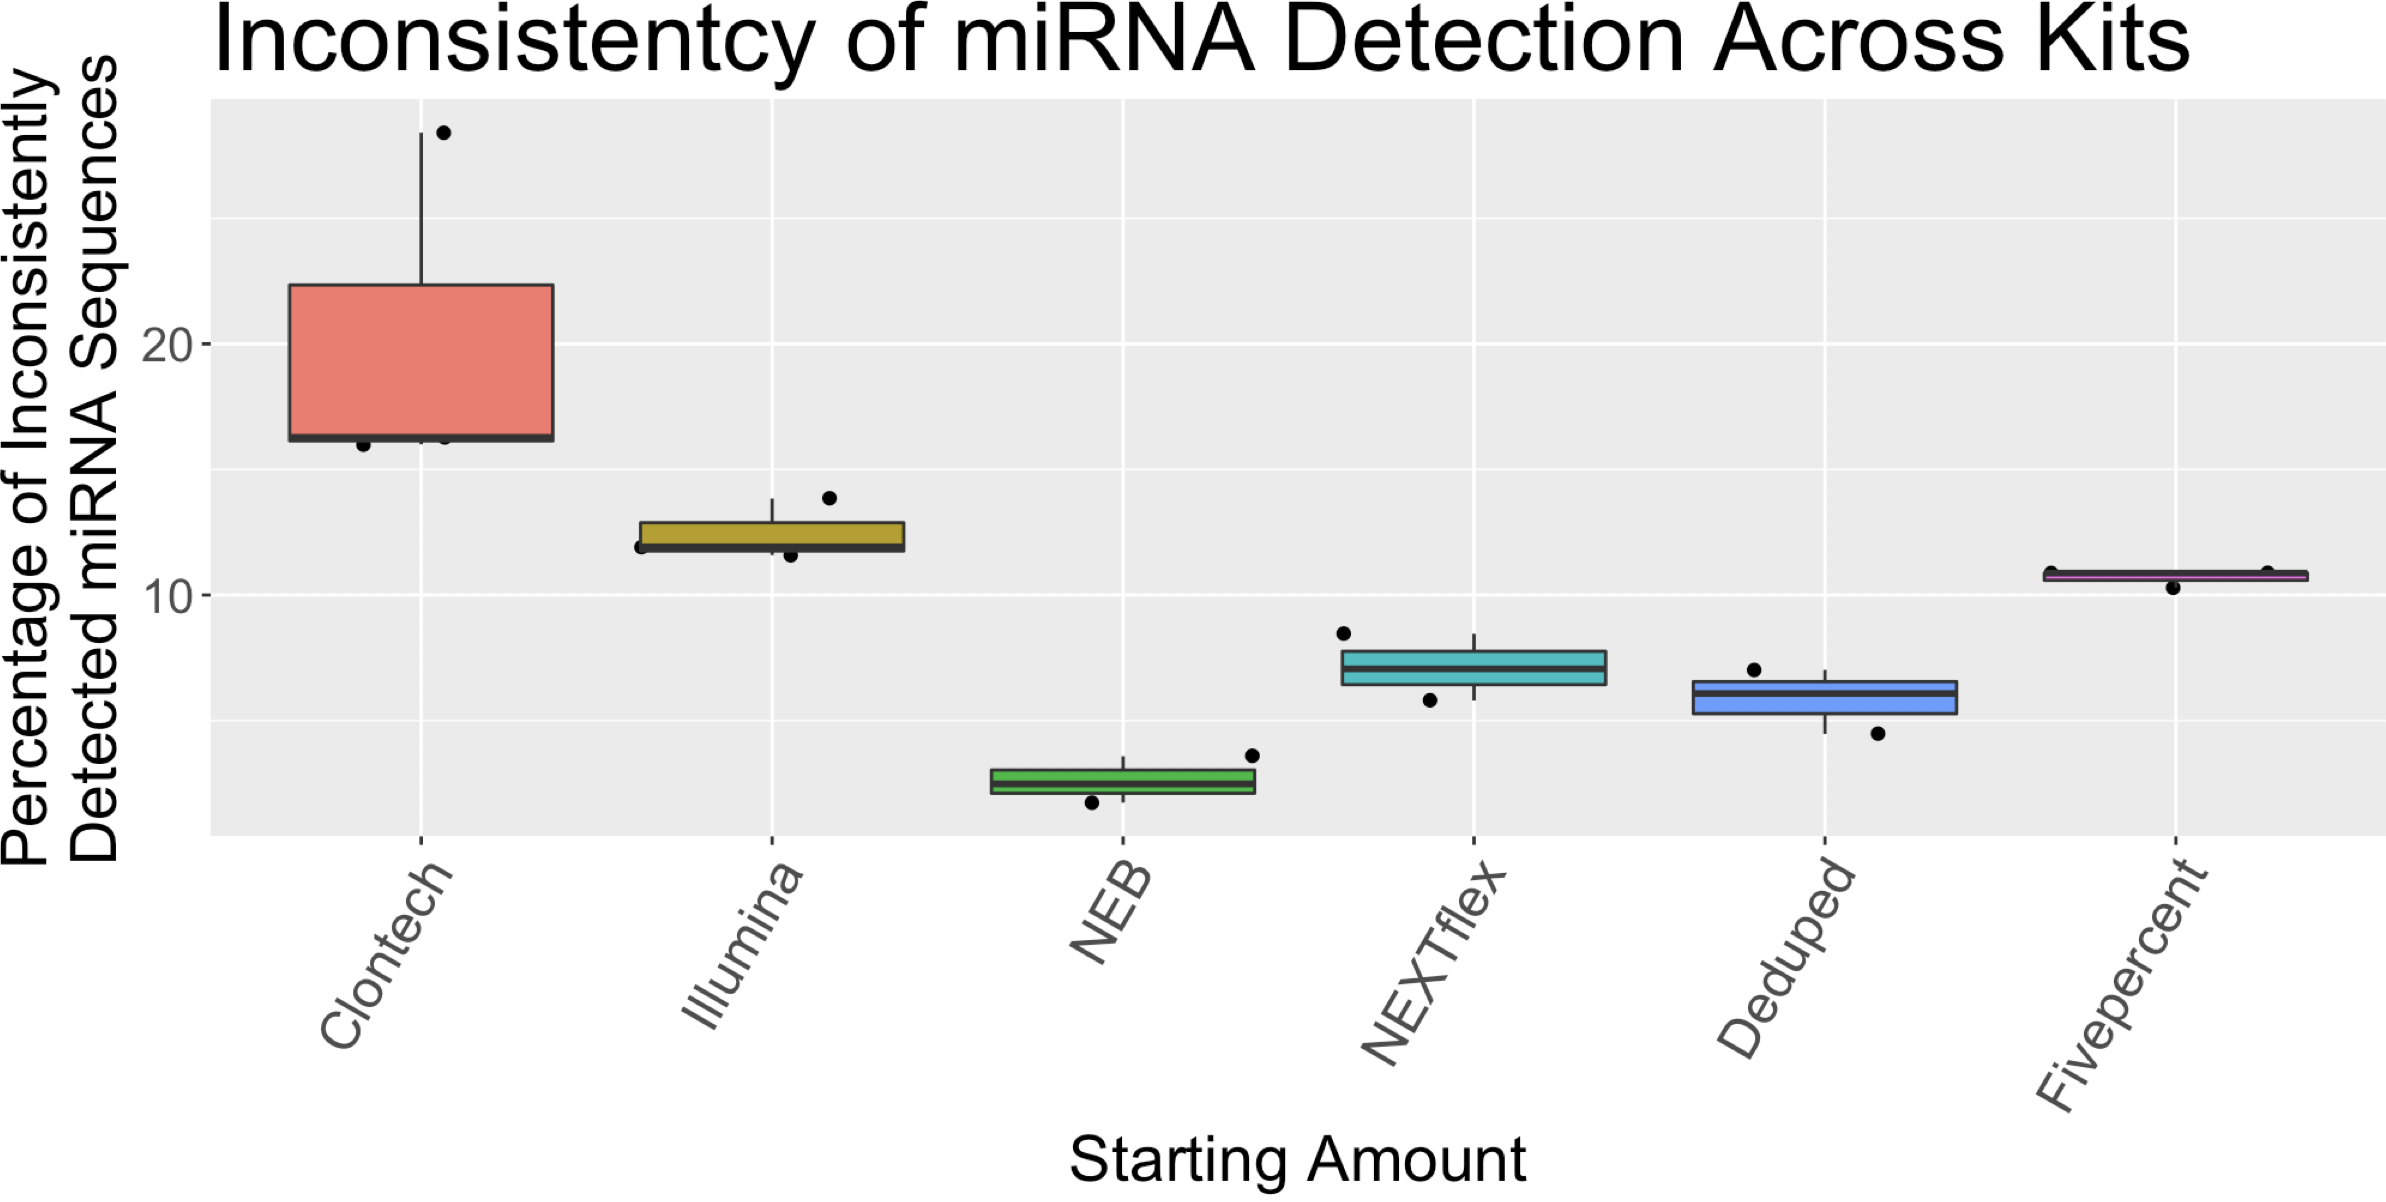 Inconsistentcy of miRNA Detection Across Kits
Percentage of Inconsistently
Detected miRNA Sequences
20
10
Clontech
Illumina
NEB
NEXTflex
Deduped
Fivepercent
Starting Amount